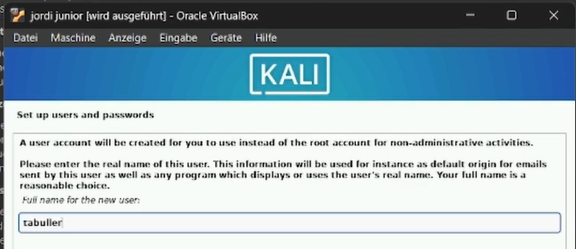 jordi junior [wird ausgeführt] - Oracle VirtualBox
Datei Maschine Anzeige Eingabe Geräte Hilfe
KALI
Set up users and passwords
A user account will be created for you to use instead of the root account for non-administrative activities.
Please enter the real name of this user. This information will be used for instance as default origin for emails
sent by this user as well as any program which displays or uses the user's real name. Your full name is a
reasonable choice.
Full name for the new user:
tabuller